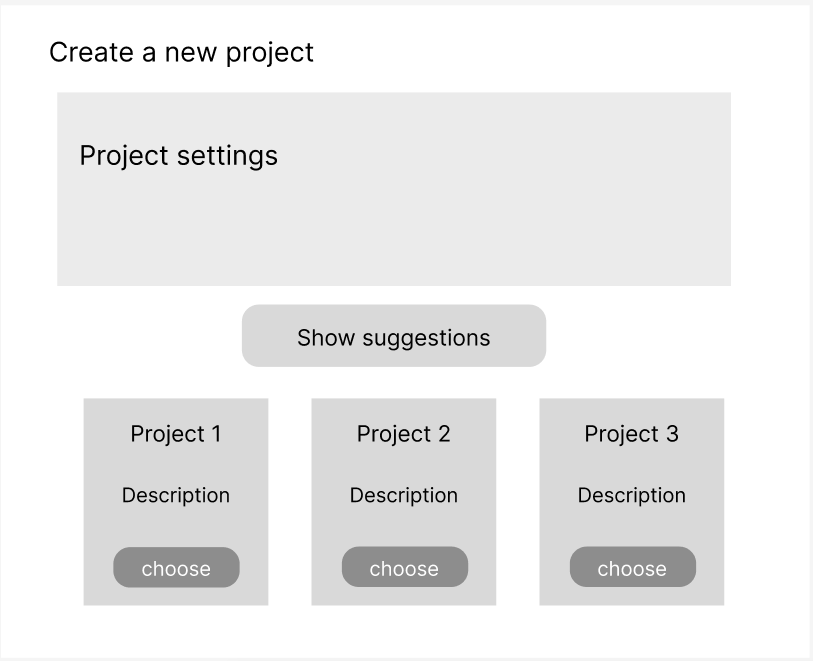 Create a new project
Project settings
Show suggestions
Project 1
Description
choose
Project 2
Description
choose
Project 3
Description
choose